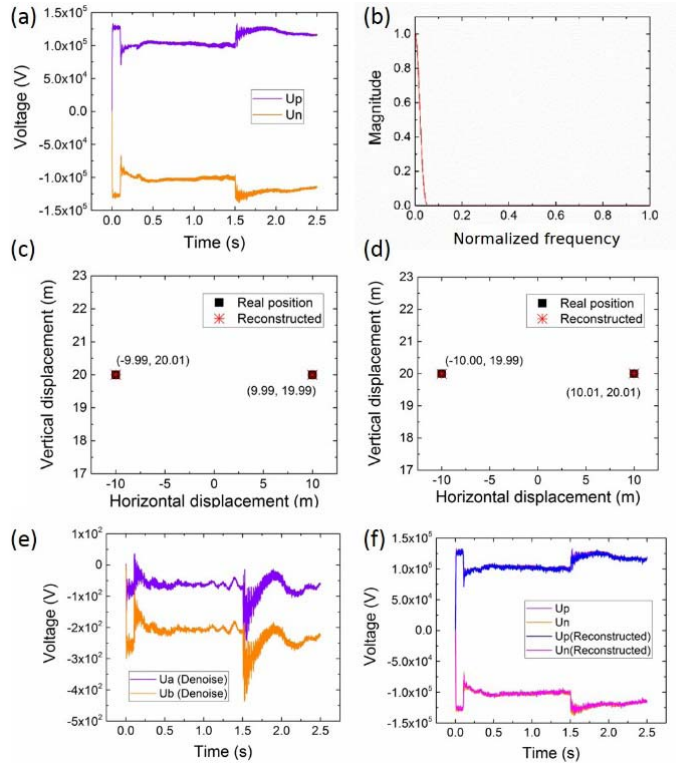 (a)
Voltage (V)
1.5x10⁵
1.0x10⁵
5.0x10⁴
0.0
-5.0x10⁴
-1.0x10⁵
-1.5x10⁵
Up
Un
0.0 0.5 1.0 1.5 2.0 2.5
Time (s)
(b)
Magnitude
1.0
0.8
0.6
0.4
0.2
0.0
0.2 0.4 0.6 0.8 1.0
Normalized frequency
(c)
Vertical displacement (m)
23
22
21
20
19
18
17
Real position
Reconstructed
(-9.99, 20.01)
(9.99, 19.99)
-10 -5 0 5 10
Horizontal displacement (m)
(d)
Vertical displacement (m)
23
22
21
20
19
18
17
Real position
Reconstructed
(-10.00, 19.99)
(10.01, 20.01)
-10 -5 0 5 10
Horizontal displacement (m)
(e)
Voltage (V)
1x10²
0
-1x10²
-2x10²
-3x10²
-4x10²
-5x10²
Ua (Denoise)
Ub (Denoise)
0.0 0.5 1.0 1.5 2.0 2.5
Time (s)
(f)
Voltage (V)
1.5x10⁵
1.0x10⁵
5.0x10⁴
0.0
-5.0x10⁴
-1.0x10⁵
-1.5x10⁵
Up
Un
Up(Reconstructed)
Un(Reconstructed)
0.0 0.5 1.0 1.5 2.0 2.5
Time (s)